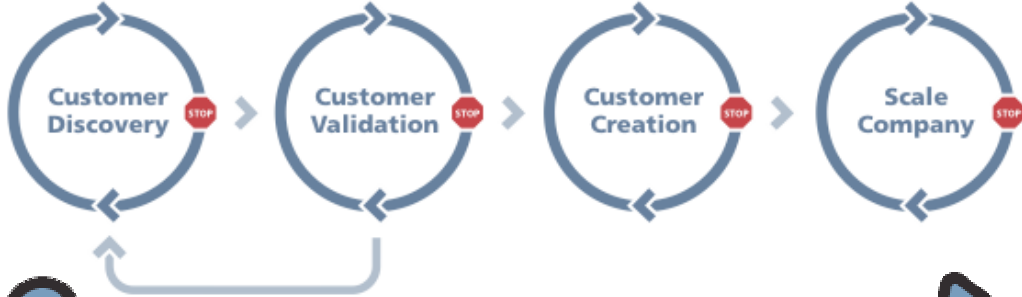 Customer
Discovery
STOP
Customer
Validation
STOP
Customer
Creation
STOP
Scale
Company
STOP